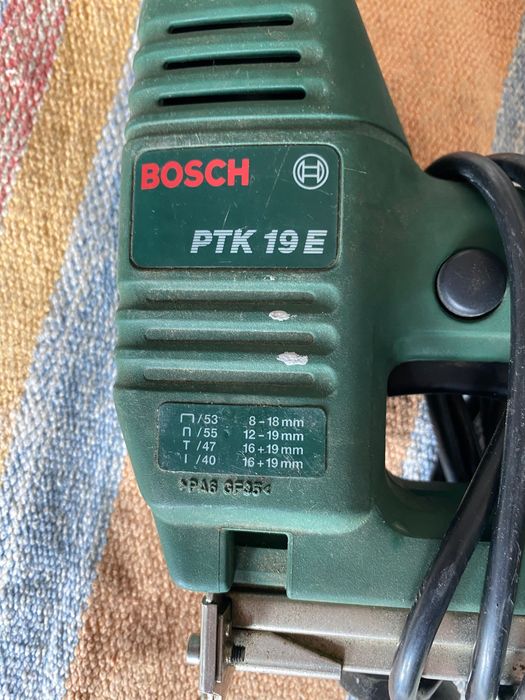 BOSCH
PTK 19 E
/53 8-18 mm
/55 12-19 mm
T/47 16+19 mm
I/40 16+19 mm
>PA6 GF35<